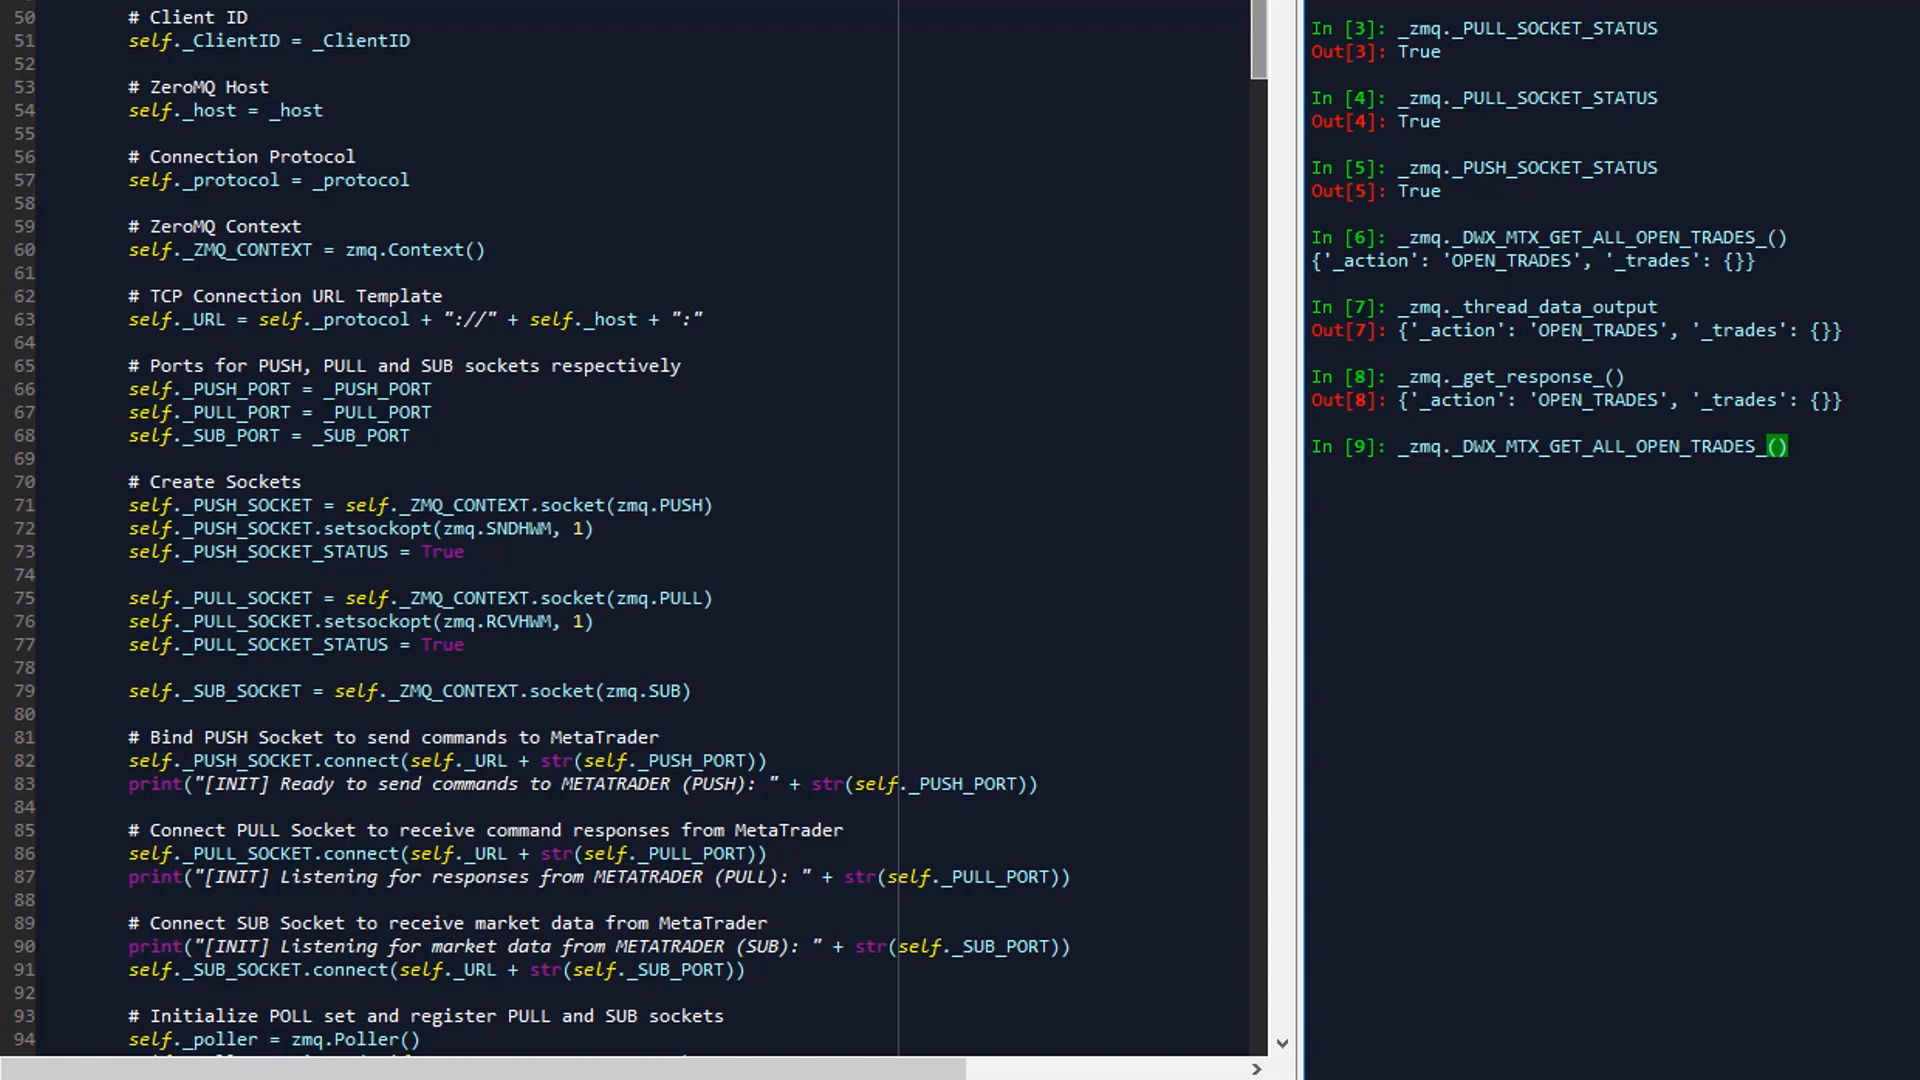 50 # Client ID
51 self._ClientID = _ClientID
52
53 # ZeroMQ Host
54 self._host = _host
55
56 # Connection Protocol
57 self._protocol = _protocol
58
59 # ZeroMQ Context
60 self._ZMQ_CONTEXT = zmq.Context()
61
62 # TCP Connection URL Template
63 self._URL = self._protocol + "://" + self._host + ":"
64
65 # Ports for PUSH, PULL and SUB sockets respectively
66 self._PUSH_PORT = _PUSH_PORT
67 self._PULL_PORT = _PULL_PORT
68 self._SUB_PORT = _SUB_PORT
69
70 # Create Sockets
71 self._PUSH_SOCKET = self._ZMQ_CONTEXT.socket(zmq.PUSH)
72 self._PUSH_SOCKET.setsockopt(zmq.SNDHWM, 1)
73 self._PUSH_SOCKET_STATUS = True
74
75 self._PULL_SOCKET = self._ZMQ_CONTEXT.socket(zmq.PULL)
76 self._PULL_SOCKET.setsockopt(zmq.RCVHWM, 1)
77 self._PULL_SOCKET_STATUS = True
78
79 self._SUB_SOCKET = self._ZMQ_CONTEXT.socket(zmq.SUB)
80
81 # Bind PUSH Socket to send commands to MetaTrader
82 self._PUSH_SOCKET.connect(self._URL + str(self._PUSH_PORT))
83 print("[INIT] Ready to send commands to METATRADER (PUSH): " + str(self._PUSH_PORT))
84
85 # Connect PULL Socket to receive command responses from MetaTrader
86 self._PULL_SOCKET.connect(self._URL + str(self._PULL_PORT))
87 print("[INIT] Listening for responses from METATRADER (PULL): " + str(self._PULL_PORT))
88
89 # Connect SUB Socket to receive market data from MetaTrader
90 print("[INIT] Listening for market data from METATRADER (SUB): " + str(self._SUB_PORT))
91 self._SUB_SOCKET.connect(self._URL + str(self._SUB_PORT))
92
93 # Initialize POLL set and register PULL and SUB sockets
94 self._poller = zmq.Poller()
In [3]: _zmq._PULL_SOCKET_STATUS
Out[3]: True
In [4]: _zmq._PULL_SOCKET_STATUS
Out[4]: True
In [5]: _zmq._PUSH_SOCKET_STATUS
Out[5]: True
In [6]: _zmq._DWX_MTX_GET_ALL_OPEN_TRADES_()
{'_action': 'OPEN_TRADES', '_trades': {}}
In [7]: _zmq._thread_data_output
Out[7]: {'_action': 'OPEN_TRADES', '_trades': {}}
In [8]: _zmq._get_response_()
Out[8]: {'_action': 'OPEN_TRADES', '_trades': {}}
In [9]: _zmq._DWX_MTX_GET_ALL_OPEN_TRADES_()